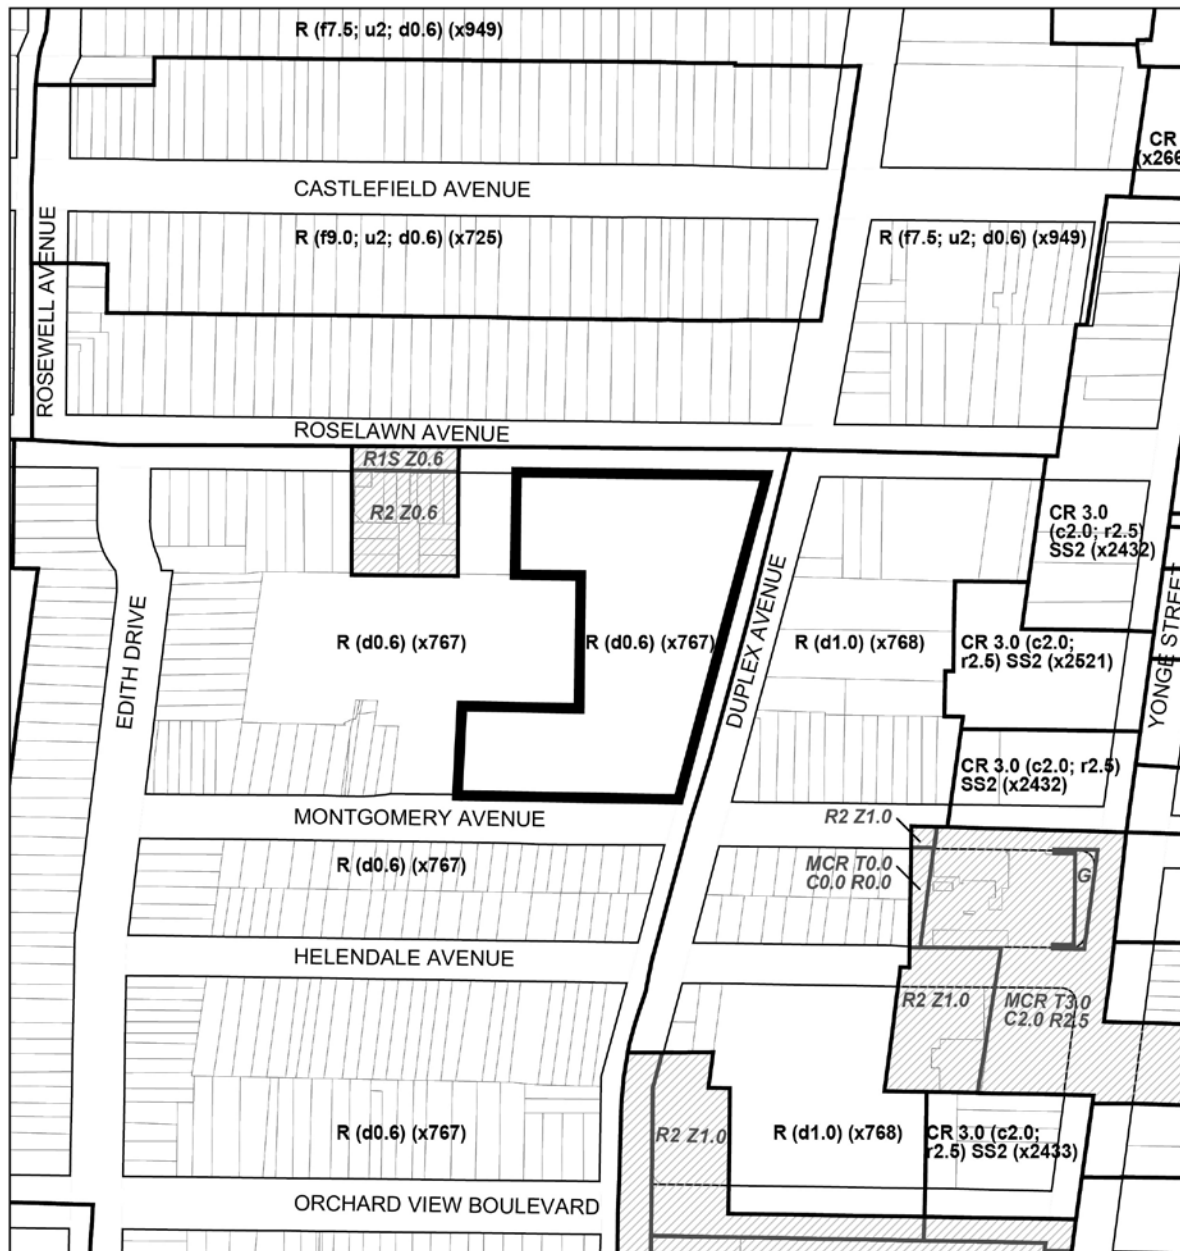 R (f7.5; u2; d0.6) (x949)
CR
(x266
CASTLEFIELD AVENUE
R (f9.0; u2; d0.6) (x725)
R (f7.5; u2; d0.6) (x949)
ROSEWELL AVENUE
ROSELAWN AVENUE
R1S Z0.6
R2 Z0.6
CR 3.0
(c2.0; r2.5)
SS2 (x2432)
EDITH DRIVE
R (d0.6) (x767)
R (d0.6) (x767)
DUPLEX AVENUE
R (d1.0) (x768)
CR 3.0 (c2.0;
r2.5) SS2 (x2521)
YONGE STREET
CR 3.0 (c2.0; r2.5)
SS2 (x2432)
MONTGOMERY AVENUE
R2 Z1.0
R (d0.6) (x767)
MCR T0.0
C0.0 R0.0
G
HELENDALE AVENUE
R2 Z1.0
MCR T3.0
C2.0 R2.5
R (d0.6) (x767)
R2 Z1.0
R (d1.0) (x768)
CR 3.0 (c2.0;
r2.5) SS2 (x2433)
ORCHARD VIEW BOULEVARD